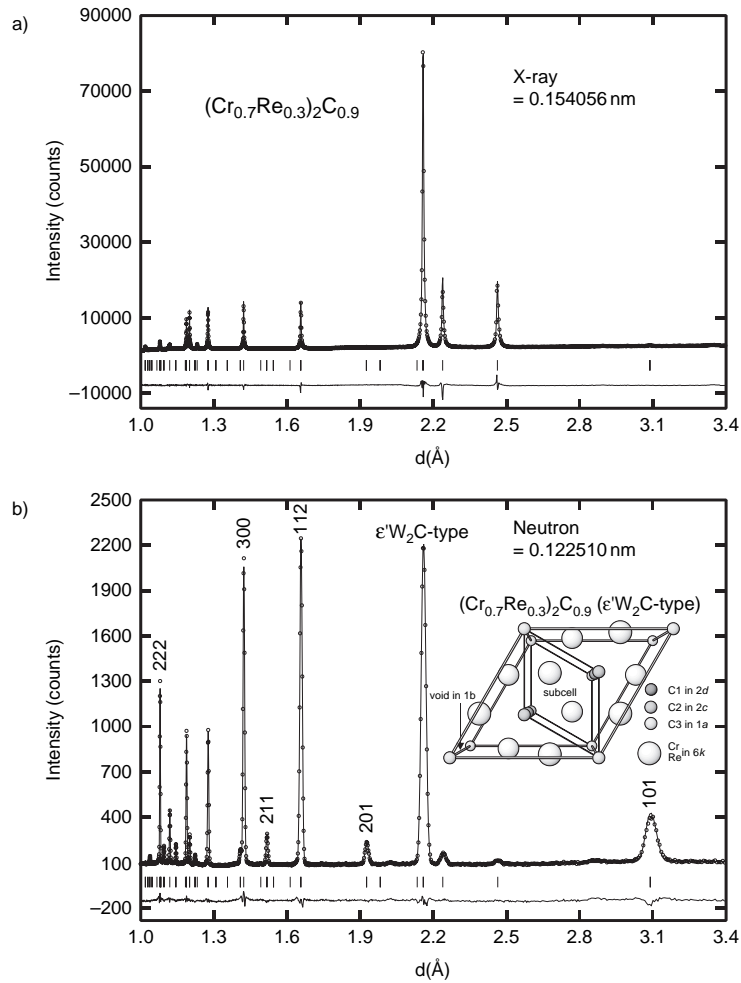 a)
90000
70000
50000
30000
10000
−10000
Intensity (counts)
(Cr0.7Re0.3)2C0.9
X-ray
= 0.154056 nm
1.0 1.3 1.6 1.9 2.2 2.5 2.8 3.1 3.4
d(Å)
b)
2500
2200
1900
1600
1300
1000
700
400
100
−200
Intensity (counts)
222
300
211
112
201
101
ε'W2C-type
Neutron
= 0.122510 nm
(Cr0.7Re0.3)2C0.9 (ε'W2C-type)
void in 1b
subcell
C1 in 2d
C2 in 2c
C3 in 1a
Cr
Re in 6k
1.0 1.3 1.6 1.9 2.2 2.5 2.8 3.1 3.4
d(Å)